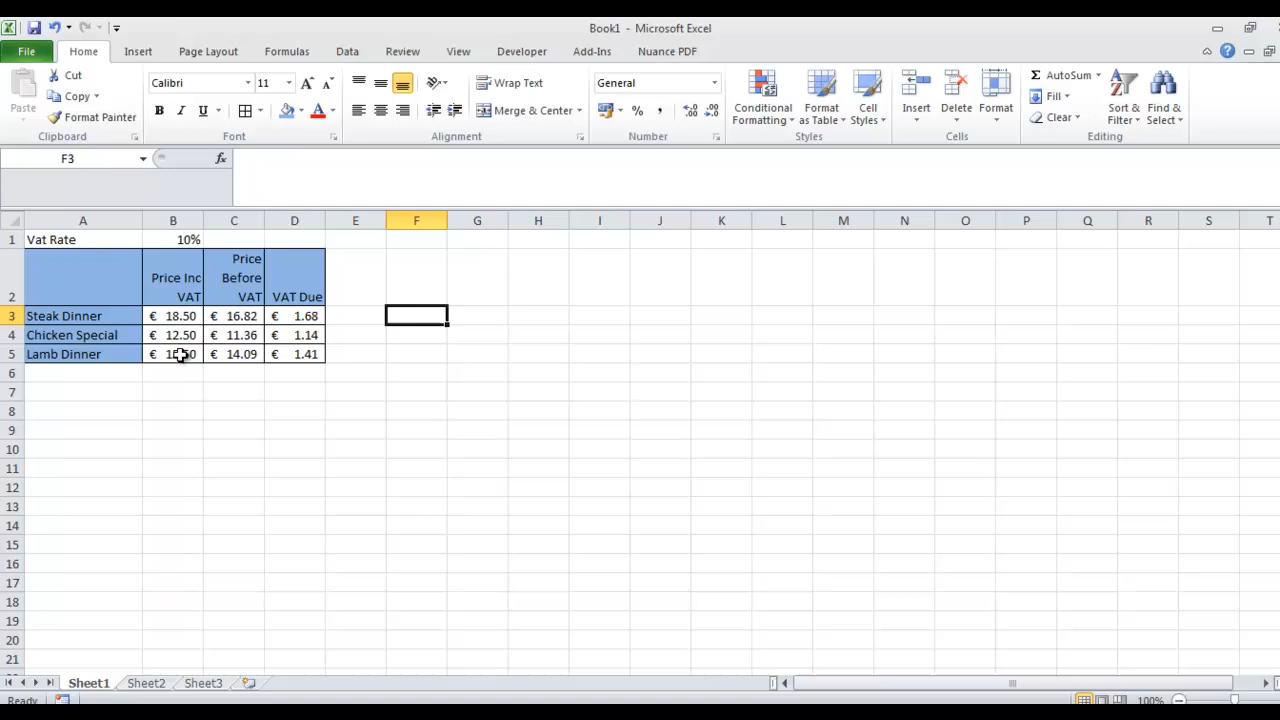 Book1 - Microsoft Excel
File Home Insert Page Layout Formulas Data Review View Developer Add-Ins Nuance PDF
Paste
Cut
Copy
Format Painter
Clipboard
Calibri 11
B I U
Font
Wrap Text
Merge & Center
Alignment
General
%
Number
Conditional Formatting
Format as Table
Cell Styles
Styles
Insert Delete Format
Cells
Σ AutoSum
Fill
Clear
Sort & Filter
Find & Select
Editing
F3 fx
A B C D E F G H I J K L M N O P Q R S T
1 Vat Rate 10%
2 Price Inc VAT Price Before VAT VAT Due
3 Steak Dinner € 18.50 € 16.82 € 1.68
4 Chicken Special € 12.50 € 11.36 € 1.14
5 Lamb Dinner € € 14.09 € 1.41
6
7
8
9
10
11
12
13
14
15
16
17
18
19
20
21
Sheet1 Sheet2 Sheet3
Ready 100%